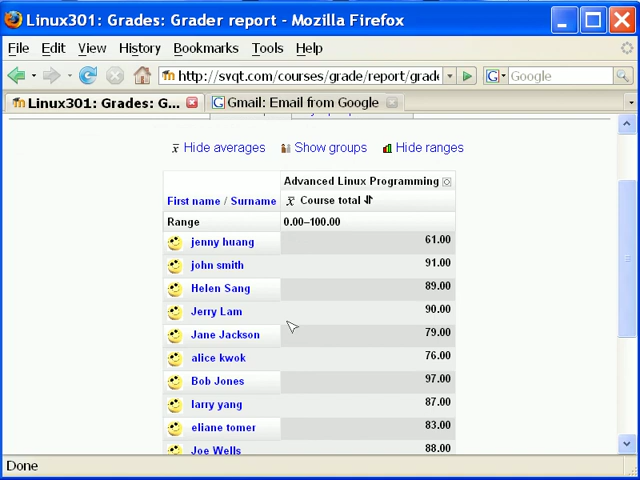 Linux301: Grades: Grader report - Mozilla Firefox
File Edit View History Bookmarks Tools Help
http://svqt.com/courses/grade/report/grade
Google
Linux301: Grades: G...
Gmail: Email from Google
Hide averages Show groups Hide ranges
Advanced Linux Programming
First name / Surname x̅ Course total
Range 0.00–100.00
jenny huang 61.00
john smith 91.00
Helen Sang 89.00
Jerry Lam 90.00
Jane Jackson 79.00
alice kwok 76.00
Bob Jones 97.00
larry yang 87.00
eliane tomer 83.00
Joe Wells 88.00
Done